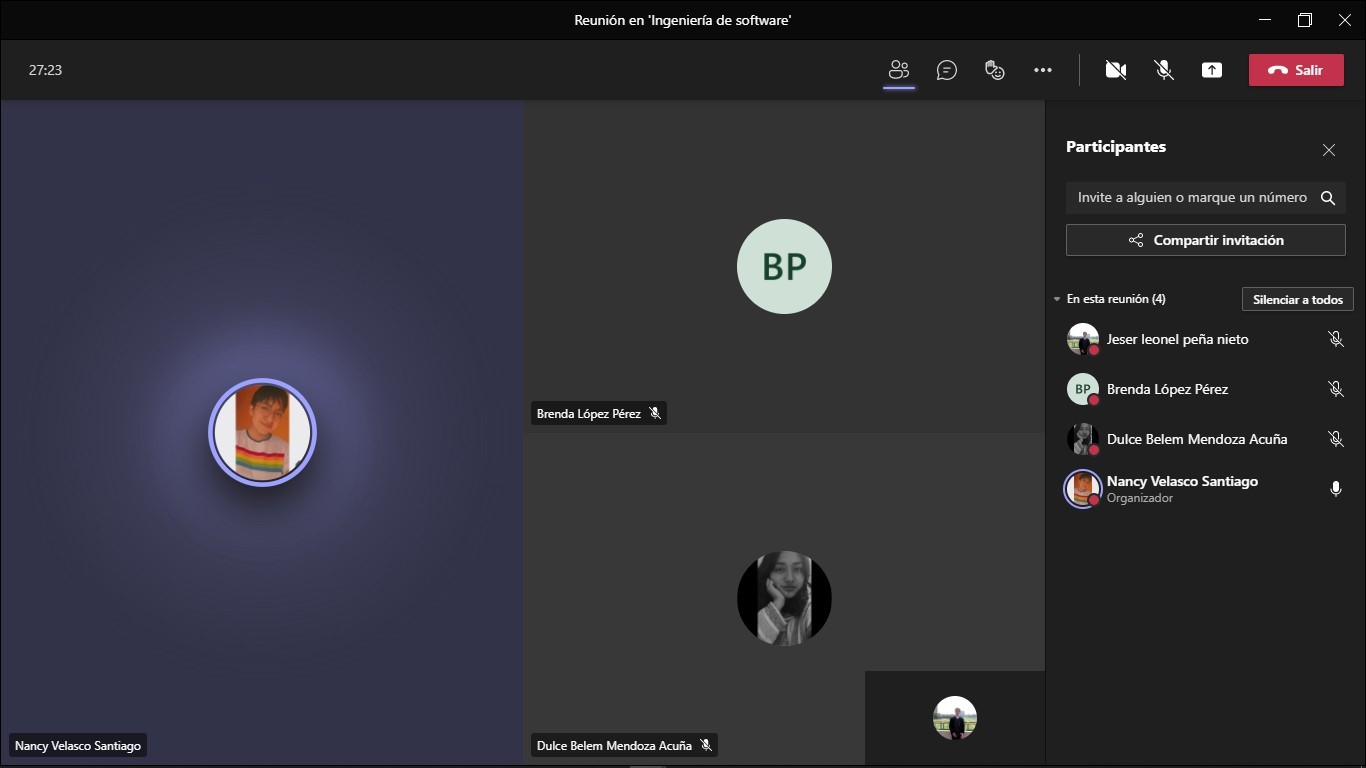 Reunión en 'Ingeniería de software'
27:23
Salir
Nancy Velasco Santiago
BP
Brenda López Pérez
Dulce Belem Mendoza Acuña
Participantes
Invite a alguien o marque un número
Compartir invitación
En esta reunión (4)
Silenciar a todos
Jeser leonel peña nieto
BP
Brenda López Pérez
Dulce Belem Mendoza Acuña
Nancy Velasco Santiago
Organizador